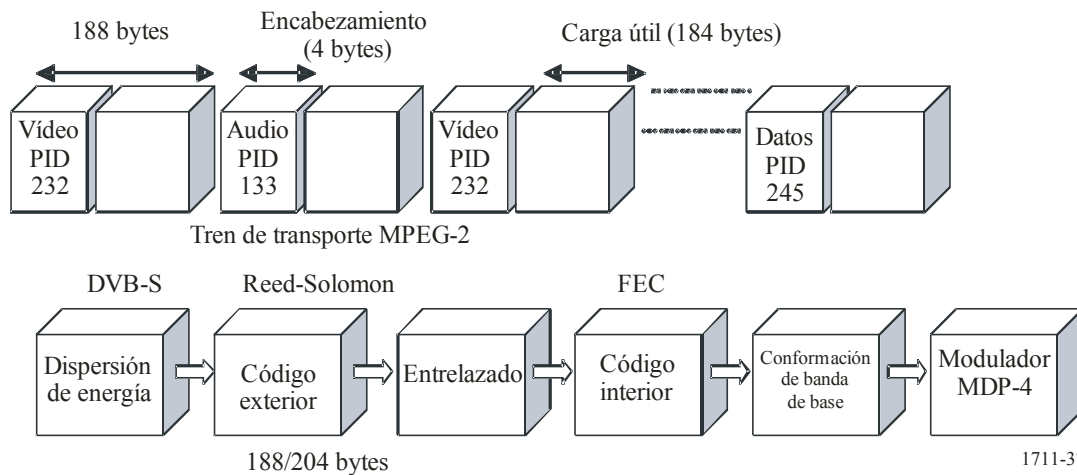 188 bytes
Encabezamiento
(4 bytes)
Carga útil (184 bytes)
Vídeo
PID
232
Audio
PID
133
Vídeo
PID
232
Datos
PID
245
Tren de transporte MPEG-2
DVB-S
Reed-Solomon
FEC
Dispersión
de energía
Código
exterior
Entrelazado
Código
interior
Conformación
de banda
de base
Modulador
MDP-4
188/204 bytes